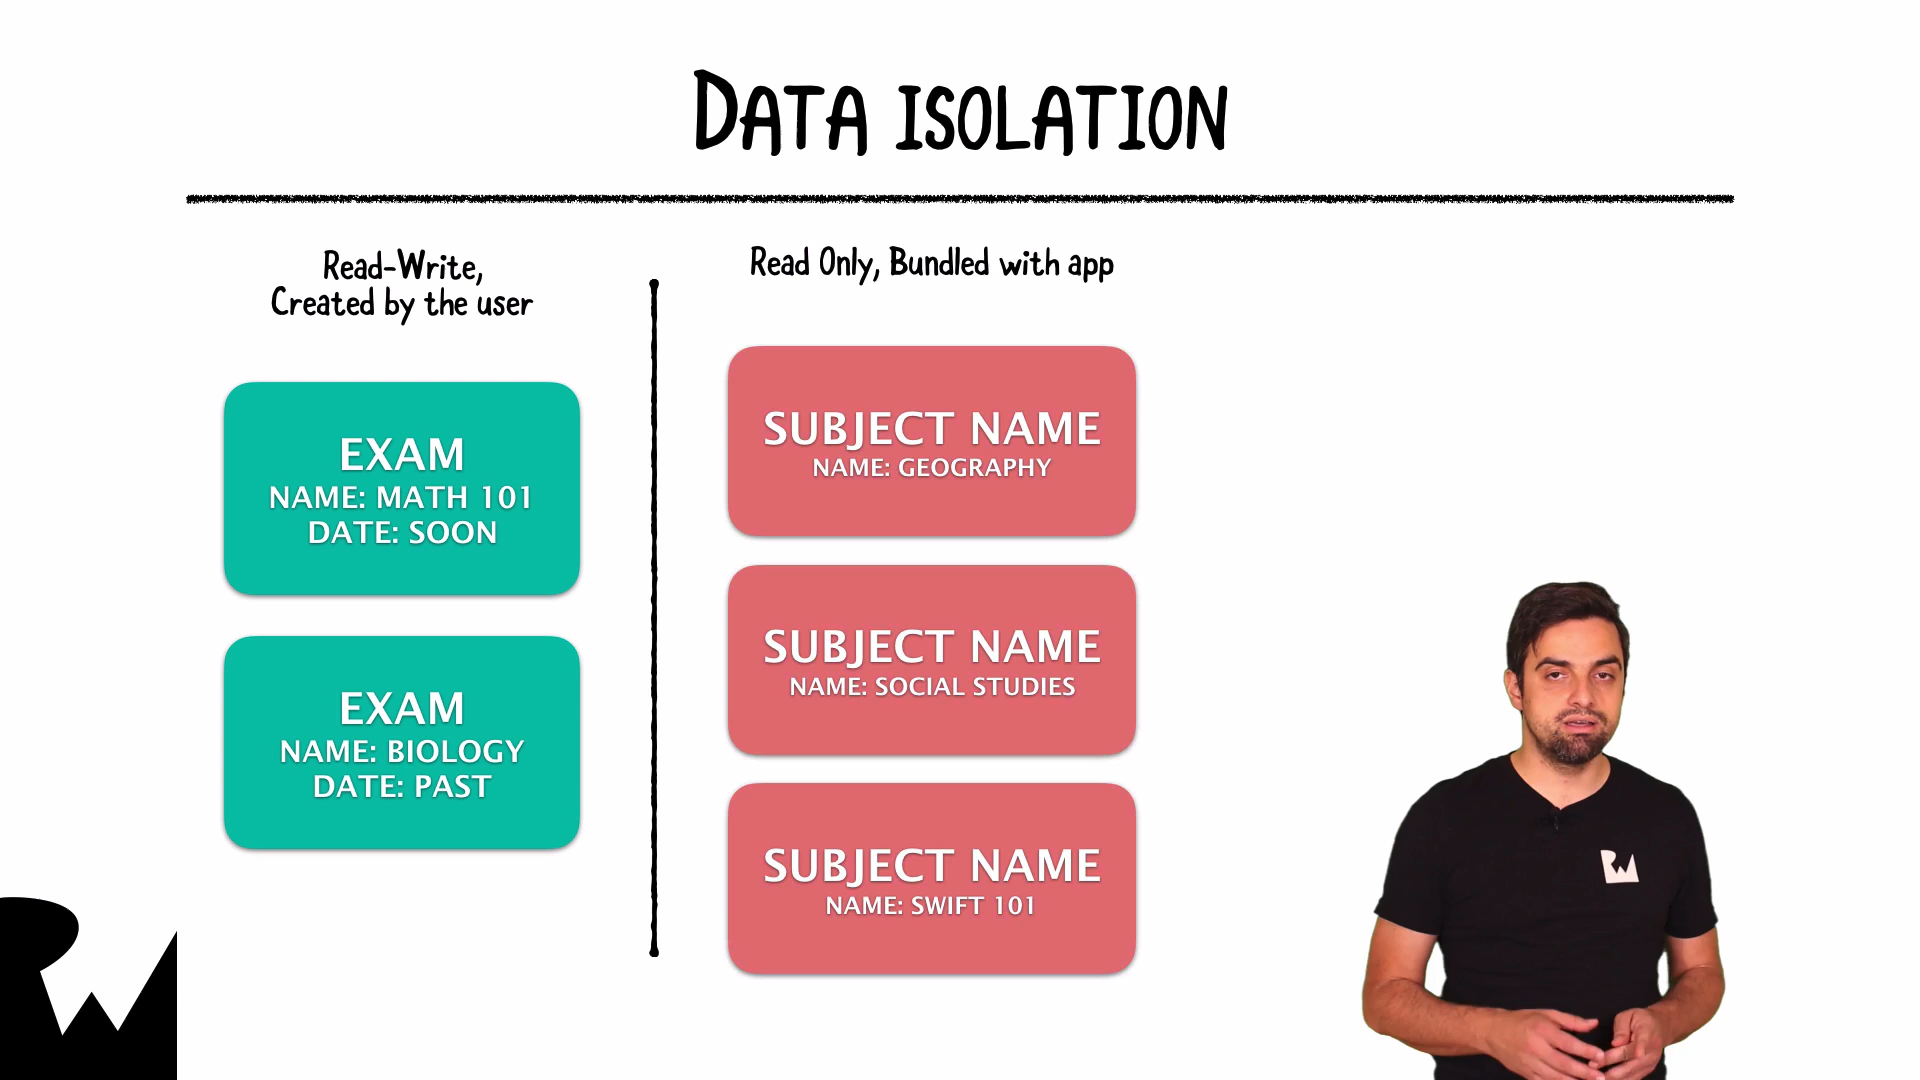 DATA ISOLATION
Read-Write,
Created by the user
EXAM
NAME: MATH 101
DATE: SOON
EXAM
NAME: BIOLOGY
DATE: PAST
Read Only, Bundled with app
SUBJECT NAME
NAME: GEOGRAPHY
SUBJECT NAME
NAME: SOCIAL STUDIES
SUBJECT NAME
NAME: SWIFT 101
RW
RW